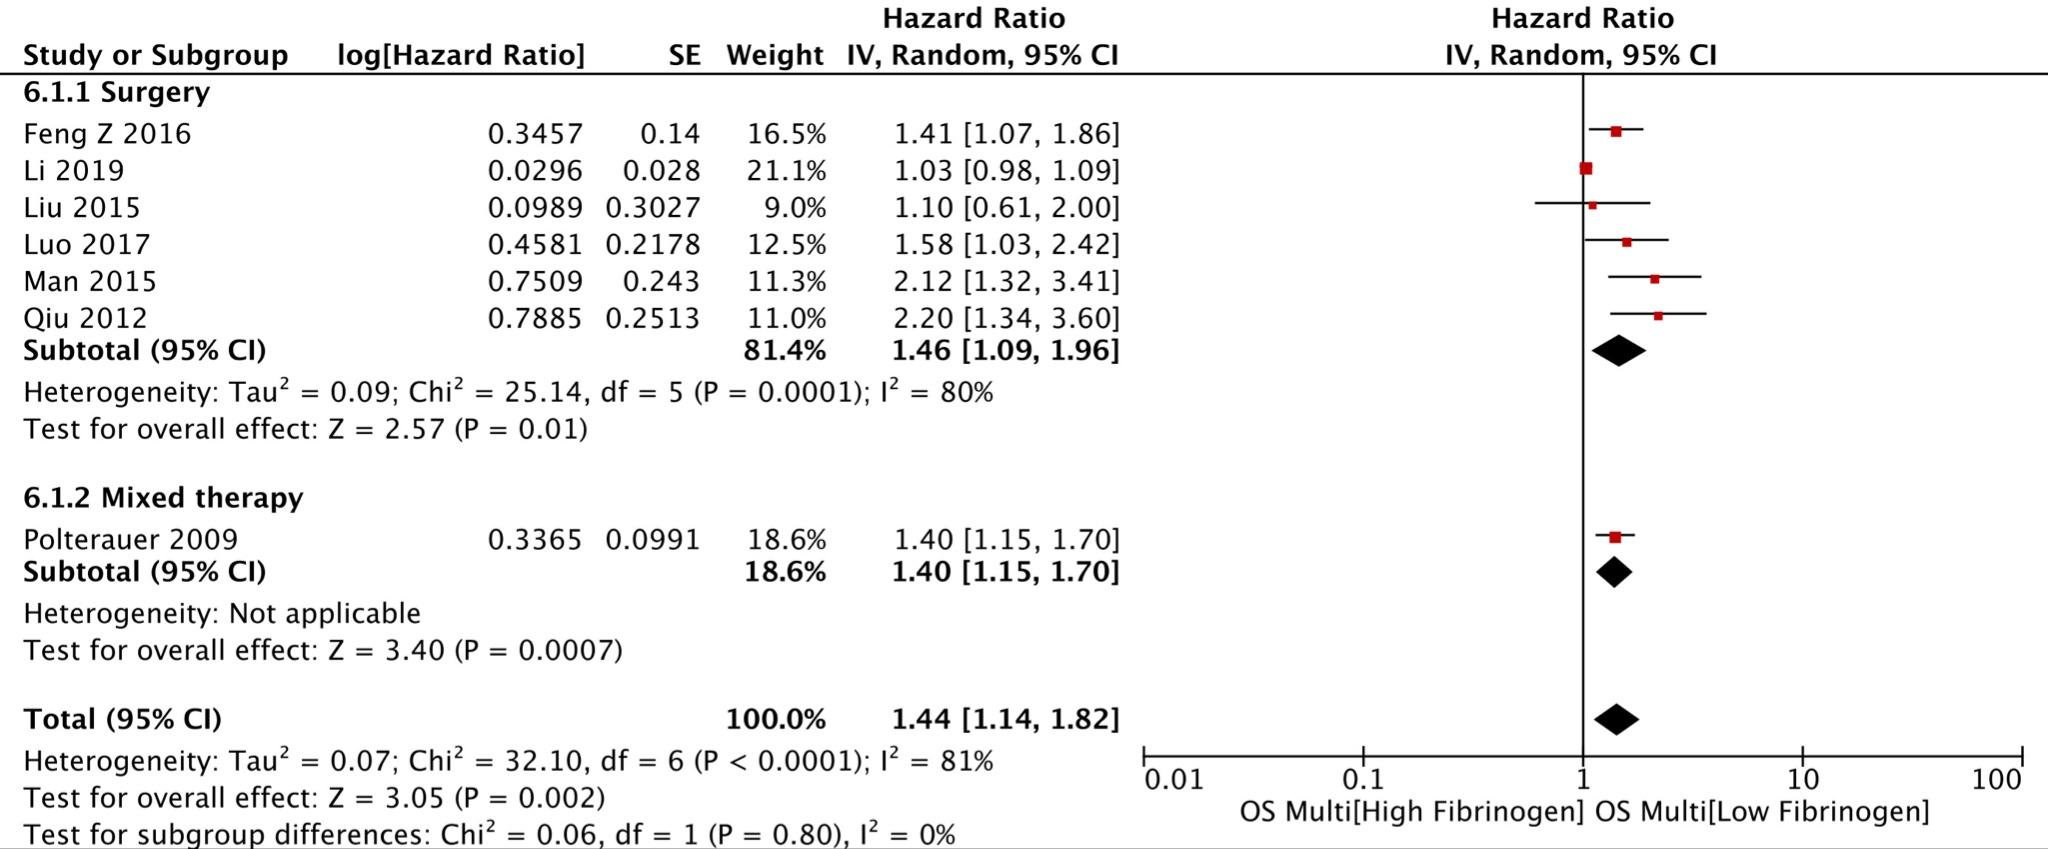 Hazard Ratio Hazard Ratio
Study or Subgroup log[Hazard Ratio] SE Weight IV, Random, 95% CI IV, Random, 95% CI
6.1.1 Surgery
Feng Z 2016 0.3457 0.14 16.5% 1.41 [1.07, 1.86]
Li 2019 0.0296 0.028 21.1% 1.03 [0.98, 1.09]
Liu 2015 0.0989 0.3027 9.0% 1.10 [0.61, 2.00]
Luo 2017 0.4581 0.2178 12.5% 1.58 [1.03, 2.42]
Man 2015 0.7509 0.243 11.3% 2.12 [1.32, 3.41]
Qiu 2012 0.7885 0.2513 11.0% 2.20 [1.34, 3.60]
Subtotal (95% CI) 81.4% 1.46 [1.09, 1.96]
Heterogeneity: Tau² = 0.09; Chi² = 25.14, df = 5 (P = 0.0001); I² = 80%
Test for overall effect: Z = 2.57 (P = 0.01)
6.1.2 Mixed therapy
Polterauer 2009 0.3365 0.0991 18.6% 1.40 [1.15, 1.70]
Subtotal (95% CI) 18.6% 1.40 [1.15, 1.70]
Heterogeneity: Not applicable
Test for overall effect: Z = 3.40 (P = 0.0007)
Total (95% CI) 100.0% 1.44 [1.14, 1.82]
Heterogeneity: Tau² = 0.07; Chi² = 32.10, df = 6 (P < 0.0001); I² = 81%
Test for overall effect: Z = 3.05 (P = 0.002)
Test for subgroup differences: Chi² = 0.06, df = 1 (P = 0.80), I² = 0%
0.01 0.1 1 10 100
OS Multi[High Fibrinogen] OS Multi[Low Fibrinogen]